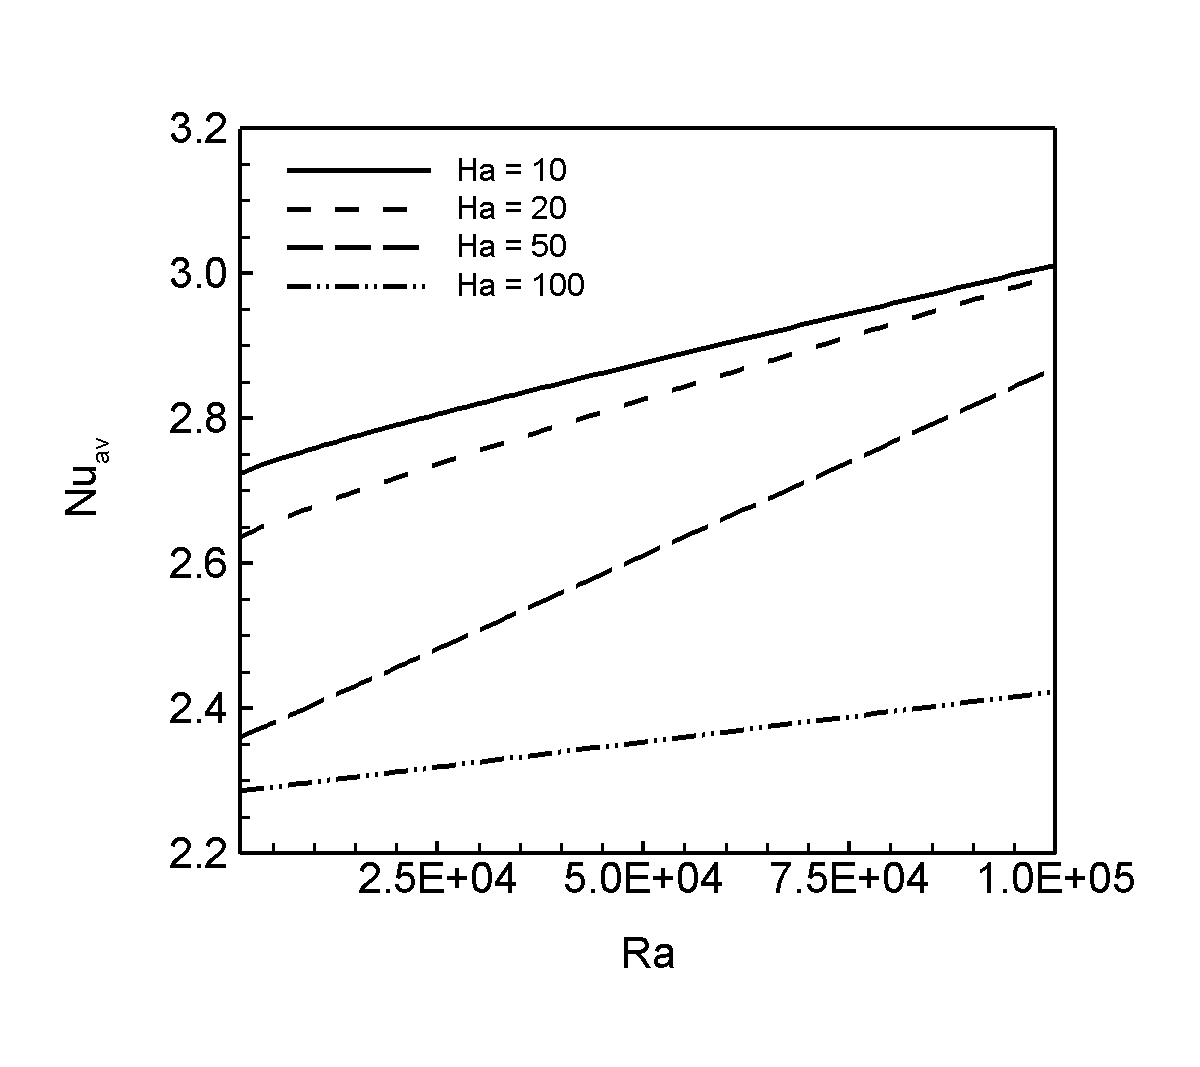 3.2
Ha = 10
Ha = 20
Ha = 50
Ha = 100
3.0
2.8
2.6
2.4
2.2
Nu_av
2.5E+04 5.0E+04 7.5E+04 1.0E+05
Ra